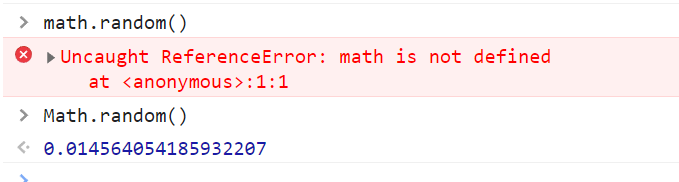 math.random()
Uncaught ReferenceError: math is not defined
at <anonymous>:1:1
Math.random()
0.014564054185932207